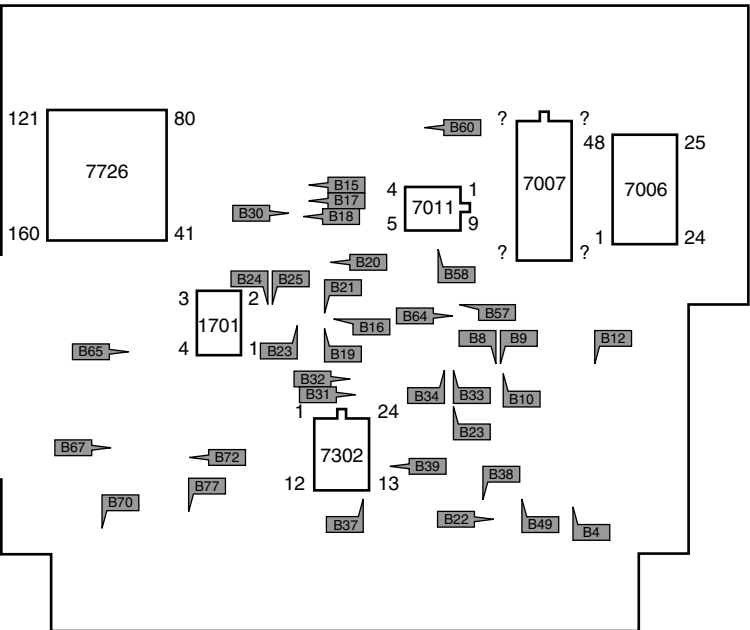 B60 ? ?
121 80
48 25
7726
B15
4 1
7007
7006
B17
7011
B30 B18
5 9
160 41
1 24
? ?
B20
B58
B24 B25
B21
3 2
B64 B57
1701
B16
B8 B9 B12
4 1
B65 B23 B19
B32
B31
B34 B33 B10
1 24
B23
B67
7302
B72
B39
B38
12 13
B77
B70
B37
B22 B49 B4